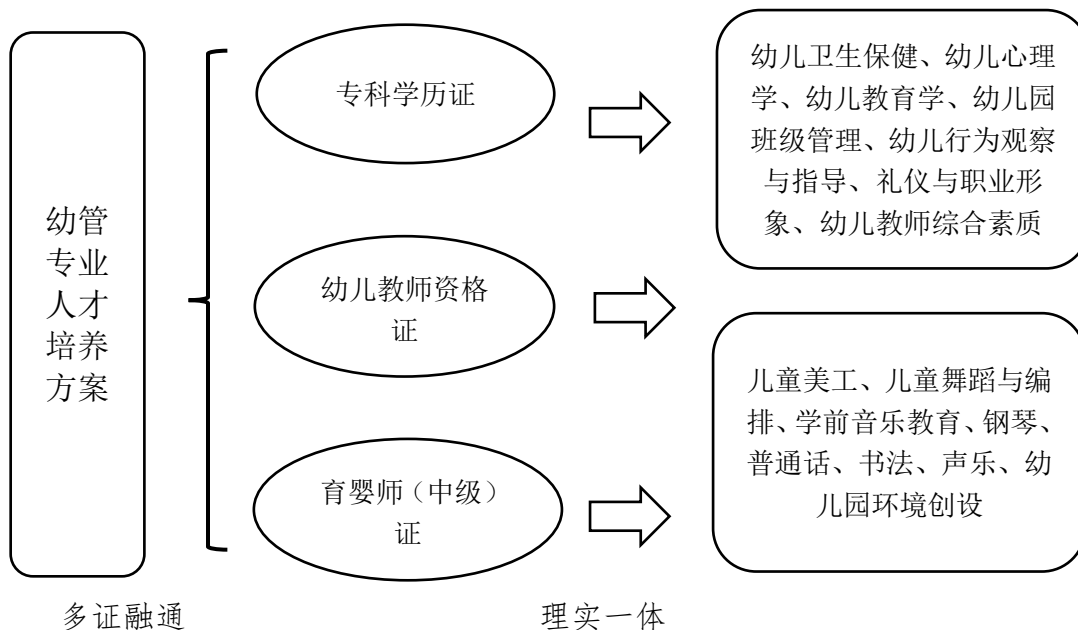 幼管
专业
人才
培养
方案
专科学历证
幼儿教师资格
证
育婴师（中级）
证
幼儿卫生保健、幼儿心理
学、幼儿教育学、幼儿园
班级管理、幼儿行为观察
与指导、礼仪与职业形
象、幼儿教师综合素质
儿童美工、儿童舞蹈与编
排、学前音乐教育、钢琴、
普通话、书法、声乐、幼
儿园环境创设
多证融通
理实一体